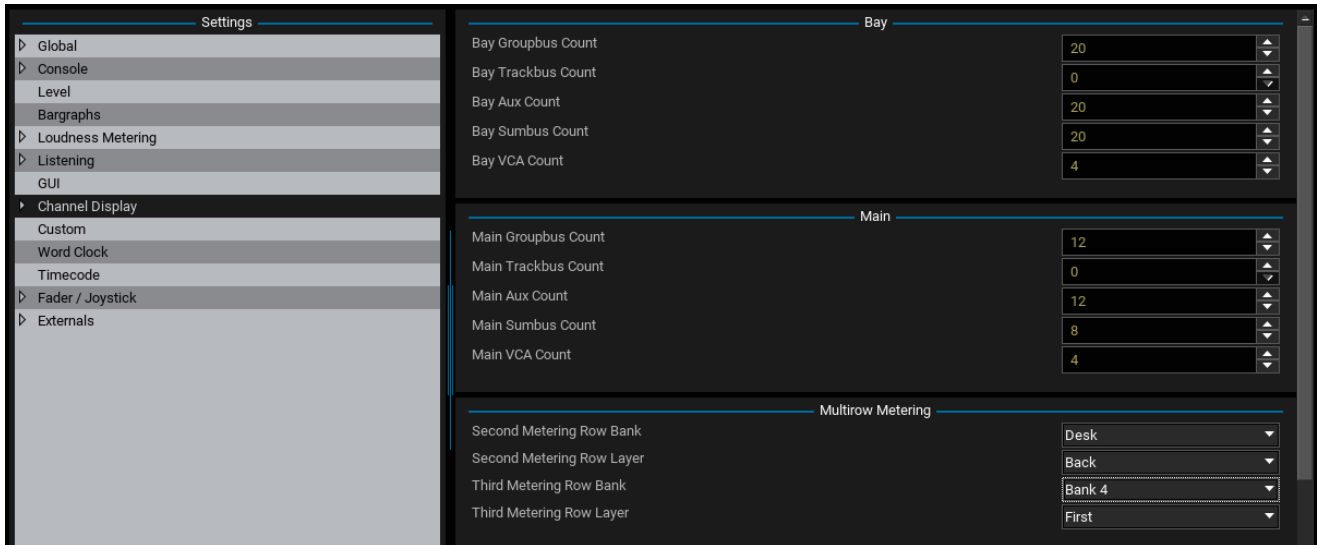 Settings
Global
Console
Level
Bargraphs
Loudness Metering
Listening
GUI
Channel Display
Custom
Word Clock
Timecode
Fader / Joystick
Externals
Bay
Bay Groupbus Count 20
Bay Trackbus Count 0
Bay Aux Count 20
Bay Sumbus Count 20
Bay VCA Count 4
Main
Main Groupbus Count 12
Main Trackbus Count 0
Main Aux Count 12
Main Sumbus Count 8
Main VCA Count 4
Multirow Metering
Second Metering Row Bank Desk
Second Metering Row Layer Back
Third Metering Row Bank Bank 4
Third Metering Row Layer First